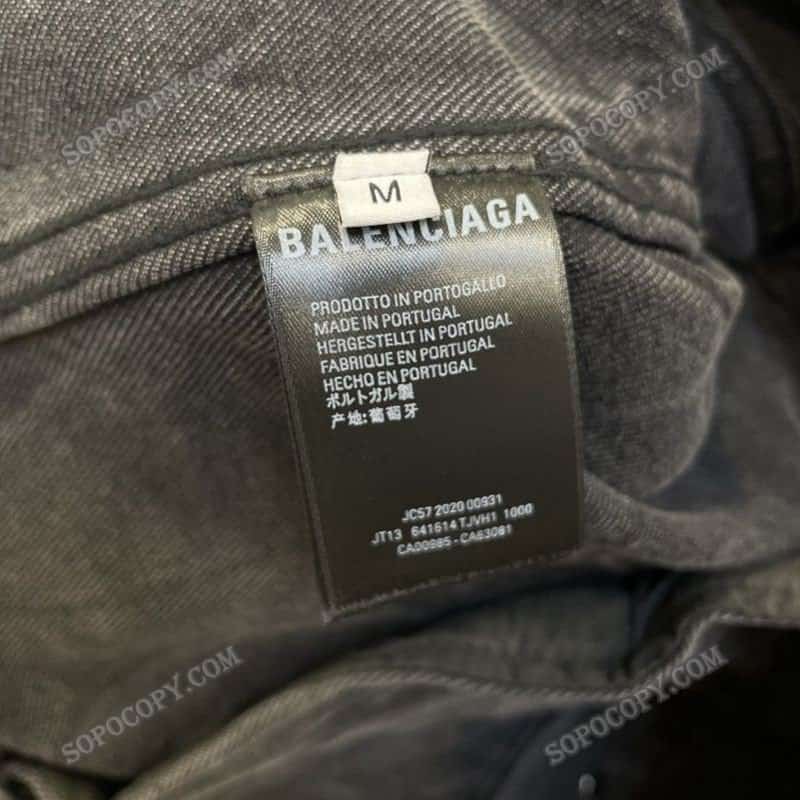 SOPOCOPY.COM
SOPOCOPY.COM
M
BALENCIAGA
PRODOTTO IN PORTOGALLO
MADE IN PORTUGAL
HERGESTELLT IN PORTUGAL
FABRIQUE EN PORTUGAL
HECHO EN PORTUGAL
ポルトガル製
产地:葡萄牙
JC57 2020 00931
JT13 641614 TJVH1 1000
CA00665 - CA63081
SOPOCOPY.COM
SOPOCOPY.COM